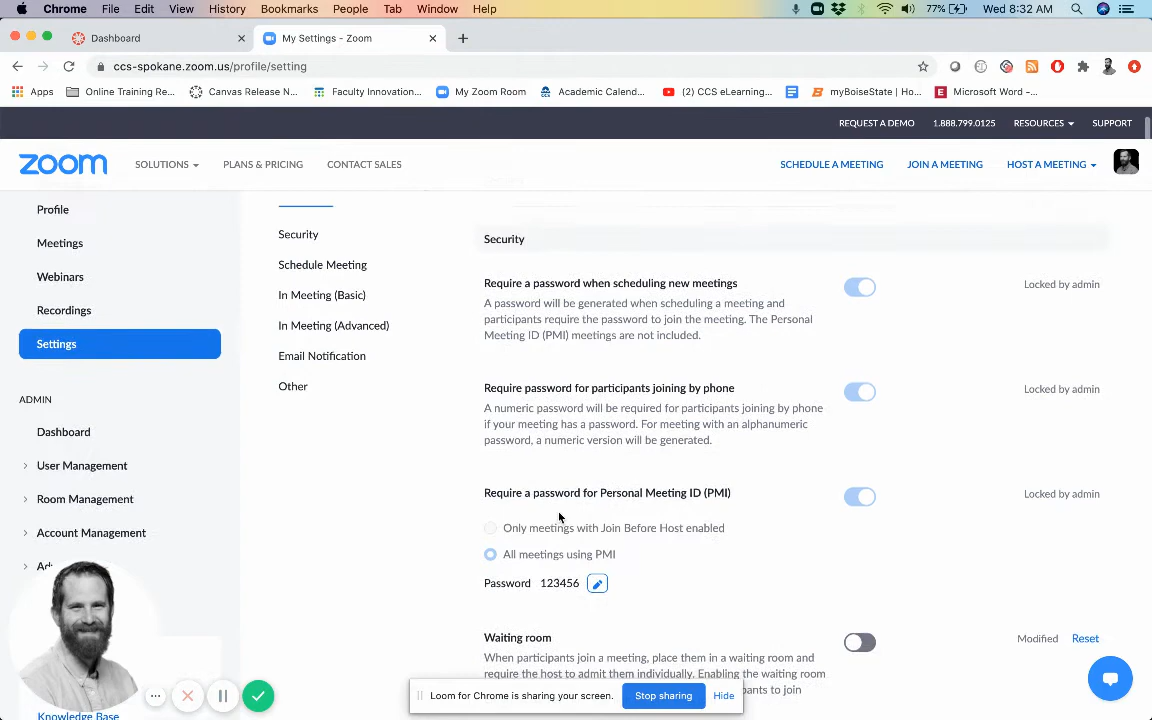 Chrome File Edit View History Bookmarks People Tab Window Help 77% Wed 8:32 AM
Dashboard My Settings - Zoom
ccs-spokane.zoom.us/profile/setting
Apps Online Training Re... Canvas Release N... Faculty Innovation... My Zoom Room Academic Calend... (2) CCS eLearning... myBoiseState | Ho... Microsoft Word -...
REQUEST A DEMO 1.888.799.0125 RESOURCES SUPPORT
zoom SOLUTIONS PLANS & PRICING CONTACT SALES SCHEDULE A MEETING JOIN A MEETING HOST A MEETING
Profile
Meetings
Webinars
Recordings
Settings
ADMIN
Dashboard
User Management
Room Management
Account Management
Knowledge Base
Security
Schedule Meeting
In Meeting (Basic)
In Meeting (Advanced)
Email Notification
Other
Security
Require a password when scheduling new meetings
Locked by admin
A password will be generated when scheduling a meeting and
participants require the password to join the meeting. The Personal
Meeting ID (PMI) meetings are not included.
Require password for participants joining by phone
Locked by admin
A numeric password will be required for participants joining by phone
if your meeting has a password. For meeting with an alphanumeric
password, a numeric version will be generated.
Require a password for Personal Meeting ID (PMI)
Locked by admin
Only meetings with Join Before Host enabled
All meetings using PMI
Password 123456
Waiting room
Modified Reset
When participants join a meeting, place them in a waiting room and
require the host to admit them individually. Enabling the waiting room
Loom for Chrome is sharing your screen. Stop sharing Hide